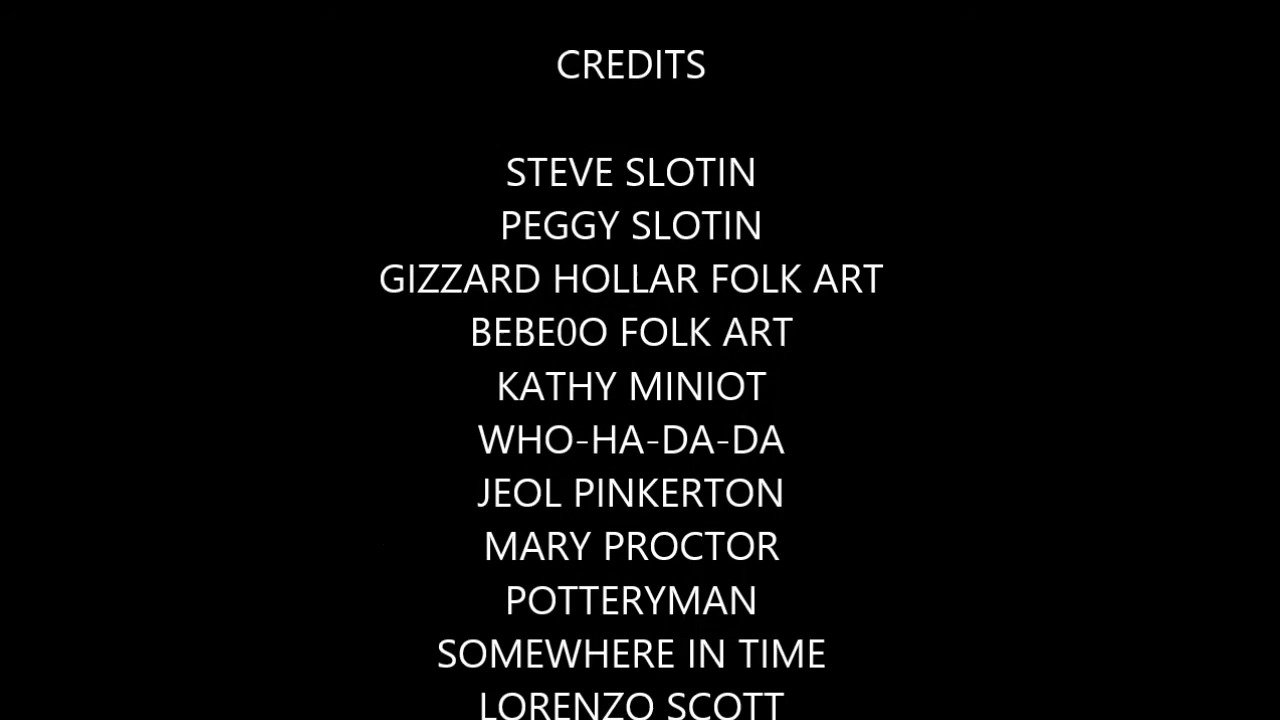 CREDITS
STEVE SLOTIN
PEGGY SLOTIN
GIZZARD HOLLAR FOLK ART
BEBE0O FOLK ART
KATHY MINIOT
WHO-HA-DA-DA
JEOL PINKERTON
MARY PROCTOR
POTTERYMAN
SOMEWHERE IN TIME
LORENZO SCOTT